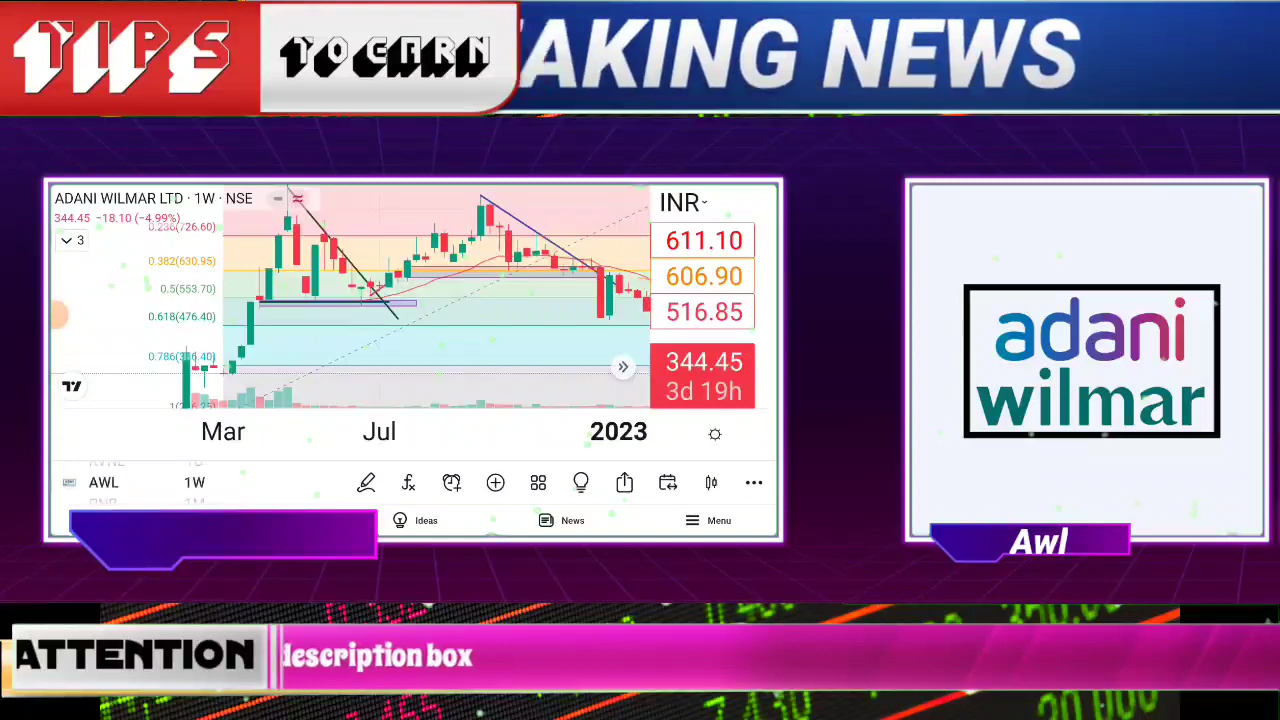 TIPS
TO EARN
AKING NEWS
ADANI WILMAR LTD · 1W · NSE
344.45 −18.10 (−4.99%)
3
0.236(726.60)
0.382(630.95)
0.5(553.70)
0.618(476.40)
INR
611.10
606.90
516.85
344.45
3d 19h
Mar
Jul
2023
AWL
1W
Ideas
News
Menu
adani
wilmar
Awl
ATTENTION
description box